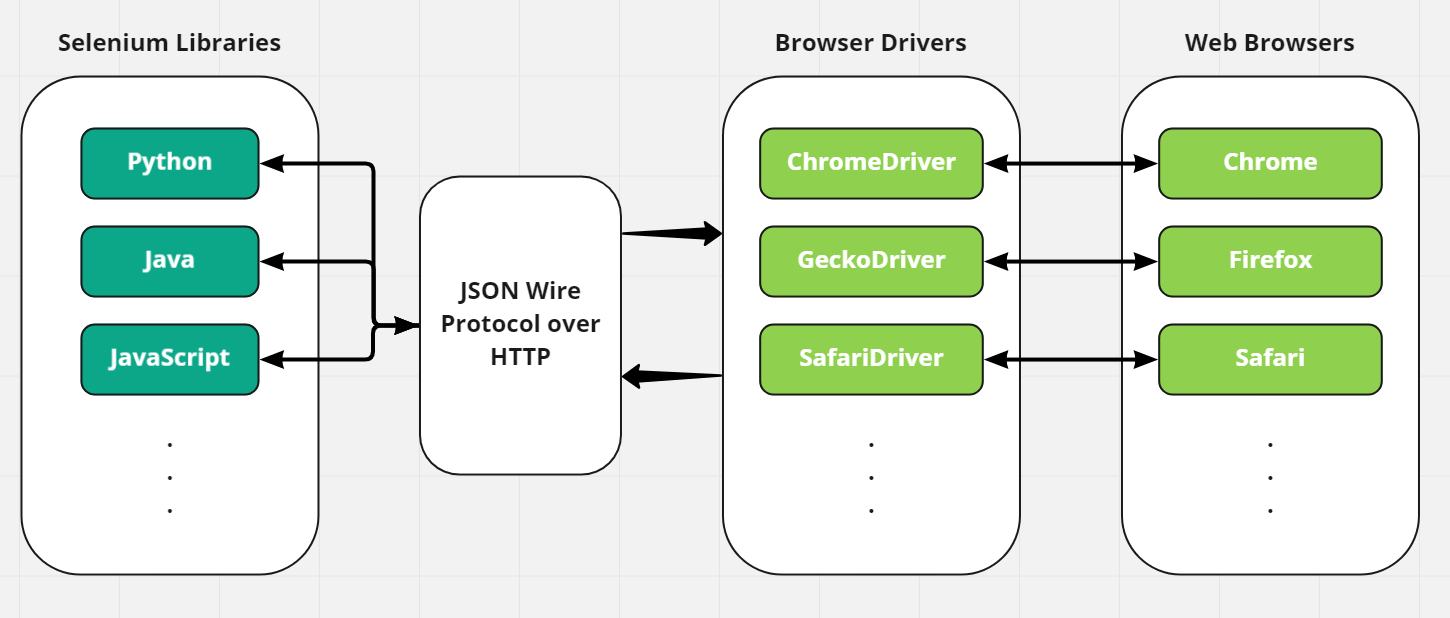 Selenium Libraries
Python
Java
JavaScript
.
.
.
JSON Wire
Protocol over
HTTP
Browser Drivers
ChromeDriver
GeckoDriver
SafariDriver
.
.
.
Web Browsers
Chrome
Firefox
Safari
.
.
.